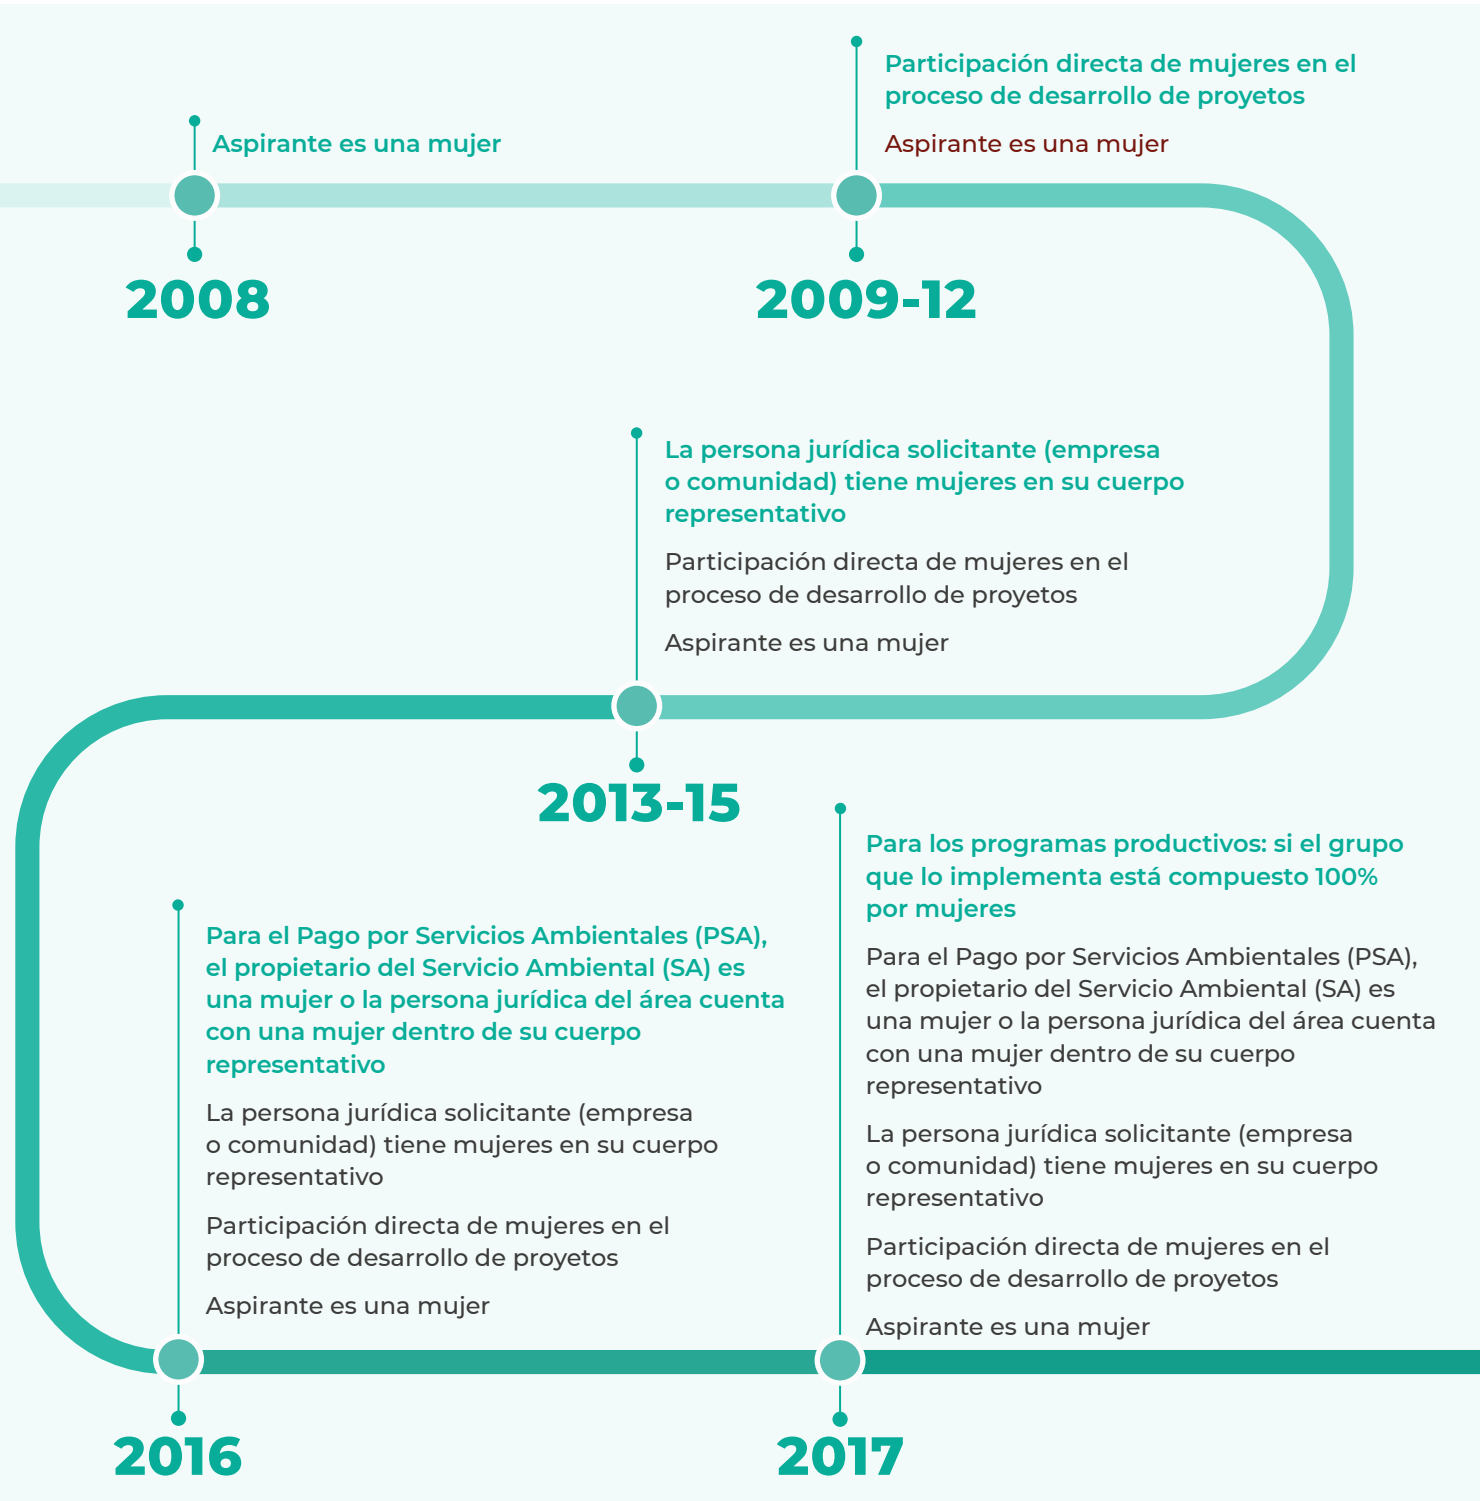 Aspirante es una mujer
2008
Participación directa de mujeres en el
proceso de desarrollo de proyetos
Aspirante es una mujer
2009-12
La persona jurídica solicitante (empresa
o comunidad) tiene mujeres en su cuerpo
representativo
Participación directa de mujeres en el
proceso de desarrollo de proyetos
Aspirante es una mujer
2013-15
Para el Pago por Servicios Ambientales (PSA),
el propietario del Servicio Ambiental (SA) es
una mujer o la persona jurídica del área cuenta
con una mujer dentro de su cuerpo
representativo
La persona jurídica solicitante (empresa
o comunidad) tiene mujeres en su cuerpo
representativo
Participación directa de mujeres en el
proceso de desarrollo de proyetos
Aspirante es una mujer
2016
Para los programas productivos: si el grupo
que lo implementa está compuesto 100%
por mujeres
Para el Pago por Servicios Ambientales (PSA),
el propietario del Servicio Ambiental (SA) es
una mujer o la persona jurídica del área cuenta
con una mujer dentro de su cuerpo
representativo
La persona jurídica solicitante (empresa
o comunidad) tiene mujeres en su cuerpo
representativo
Participación directa de mujeres en el
proceso de desarrollo de proyetos
Aspirante es una mujer
2017